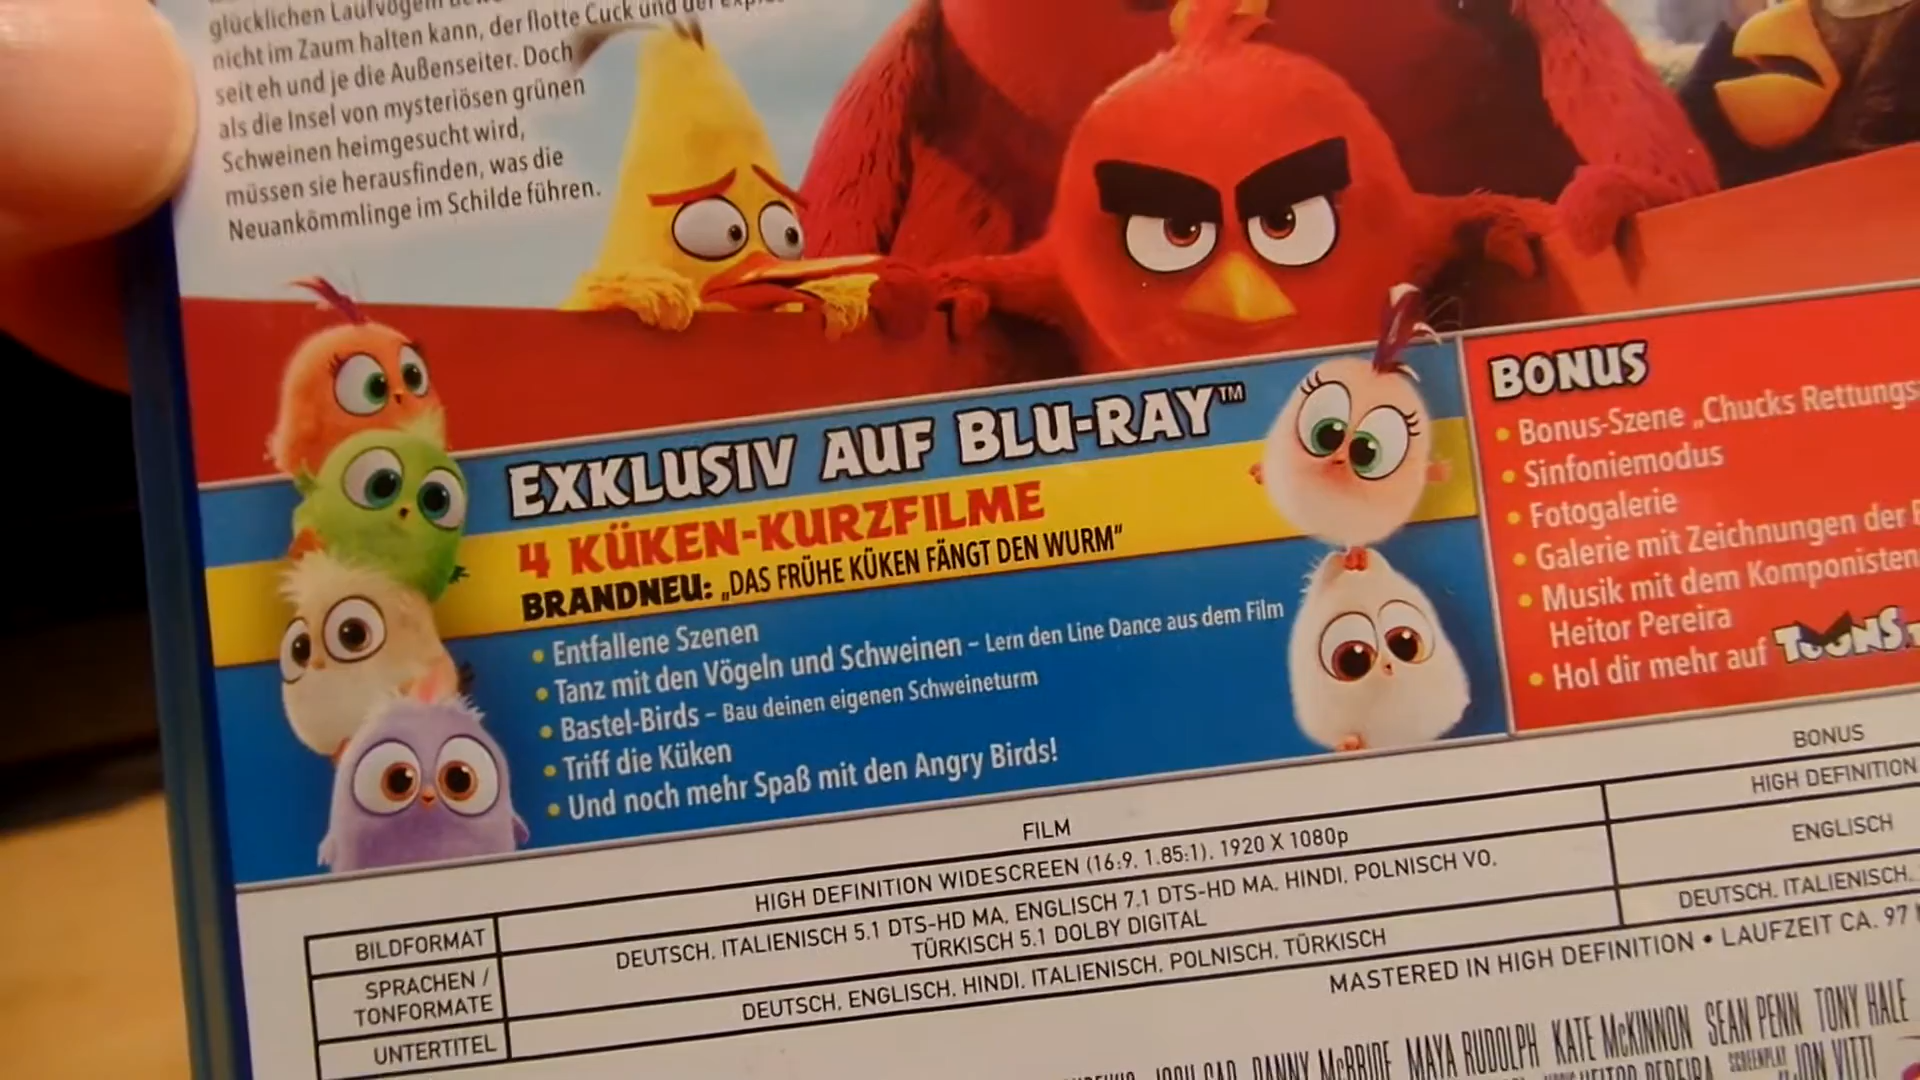 glücklichen Laufvögeln
nicht im Zaum halten kann, der flotte Cuck und der
seit eh und je die Außenseiter. Doch
als die Insel von mysteriösen grünen
Schweinen heimgesucht wird,
müssen sie herausfinden, was die
Neuankömmlinge im Schilde führen.
EXKLUSIV AUF BLU-RAY™
4 KÜKEN-KURZFILME
BRANDNEU: „DAS FRÜHE KÜKEN FÄNGT DEN WURM“
• Entfallene Szenen
• Tanz mit den Vögeln und Schweinen – Lern den Line Dance aus dem Film
• Bastel-Birds – Bau deinen eigenen Schweineturm
• Triff die Küken
• Und noch mehr Spaß mit den Angry Birds!
BONUS
• Bonus-Szene „Chucks Rettungs
• Sinfoniemodus
• Fotogalerie
• Galerie mit Zeichnungen der
• Musik mit dem Komponisten
Heitor Pereira
• Hol dir mehr auf TOONS.
FILM
BONUS
BILDFORMAT
HIGH DEFINITION WIDESCREEN (16:9, 1.85:1), 1920 X 1080p
HIGH DEFINITION
SPRACHEN /
TONFORMATE
DEUTSCH, ITALIENISCH 5.1 DTS-HD MA, ENGLISCH 7.1 DTS-HD MA, HINDI, POLNISCH VO,
TÜRKISCH 5.1 DOLBY DIGITAL
ENGLISCH
UNTERTITEL
DEUTSCH, ENGLISCH, HINDI, ITALIENISCH, POLNISCH, TÜRKISCH
DEUTSCH, ITALIENISCH,
MASTERED IN HIGH DEFINITION • LAUFZEIT CA. 97
JOSH GAD DANNY McBRIDE MAYA RUDOLPH KATE McKINNON SEAN PENN TONY HALE
HEITOR PEREIRA SCREENPLAY JON VITTI